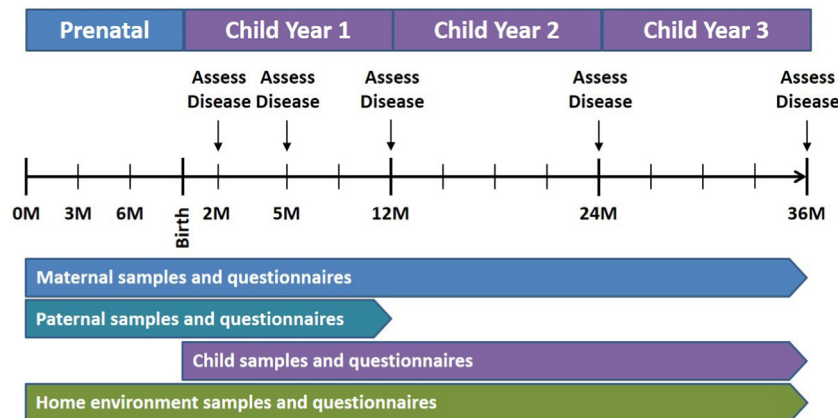 Prenatal Child Year 1 Child Year 2 Child Year 3
Assess Assess Assess Assess Assess
Disease Disease Disease Disease Disease
0M 3M 6M Birth 2M 5M 12M 24M 36M
Maternal samples and questionnaires
Paternal samples and questionnaires
Child samples and questionnaires
Home environment samples and questionnaires